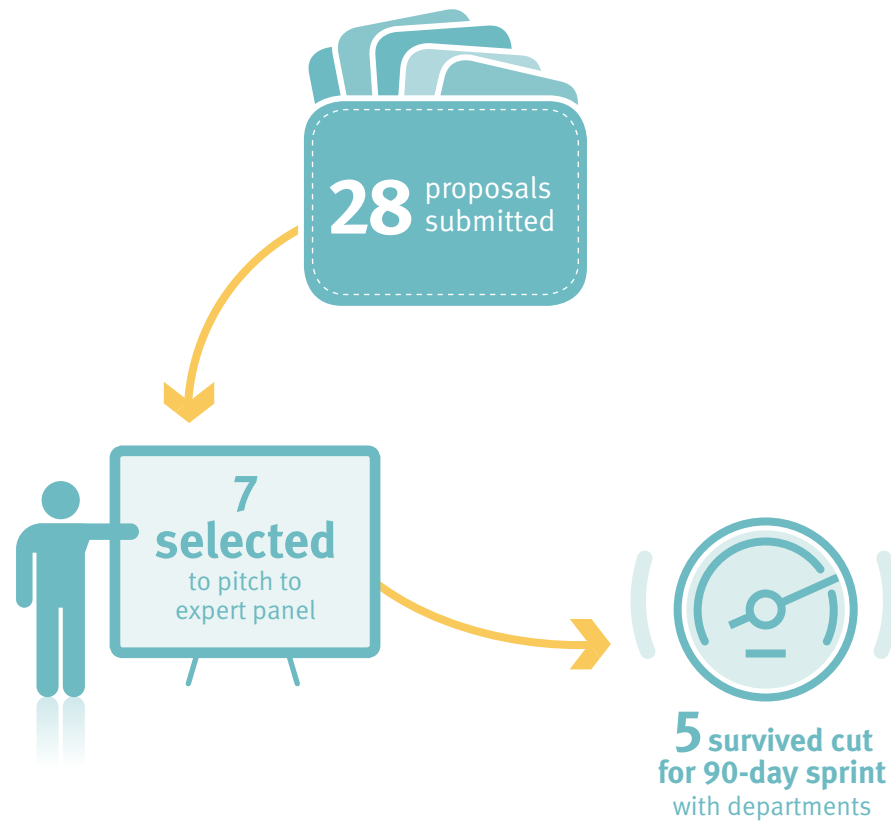 28 proposals
submitted
7
selected
to pitch to
expert panel
5 survived cut
for 90-day sprint
with departments